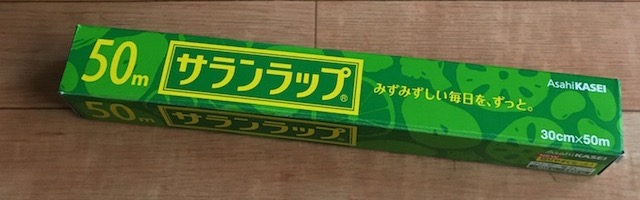 50m
サランラップ®
みずみずしい毎日を、ずっと。
AsahiKASEI
30cm×50m
50m
サランラップ
AsahiKASEI